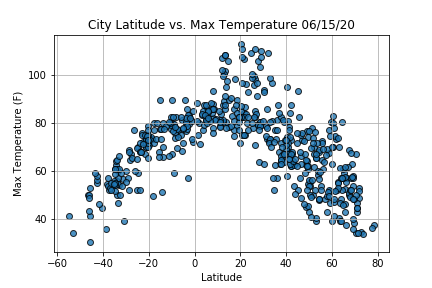 City Latitude vs. Max Temperature 06/15/20
Max Temperature (F)
100
80
60
40
−60 −40 −20 0 20 40 60 80
Latitude